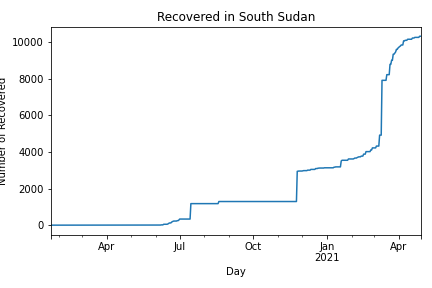 Recovered in South Sudan
Number of Recovered
10000
8000
6000
4000
2000
0
Apr
Jul
Oct
Jan
2021
Apr
Day